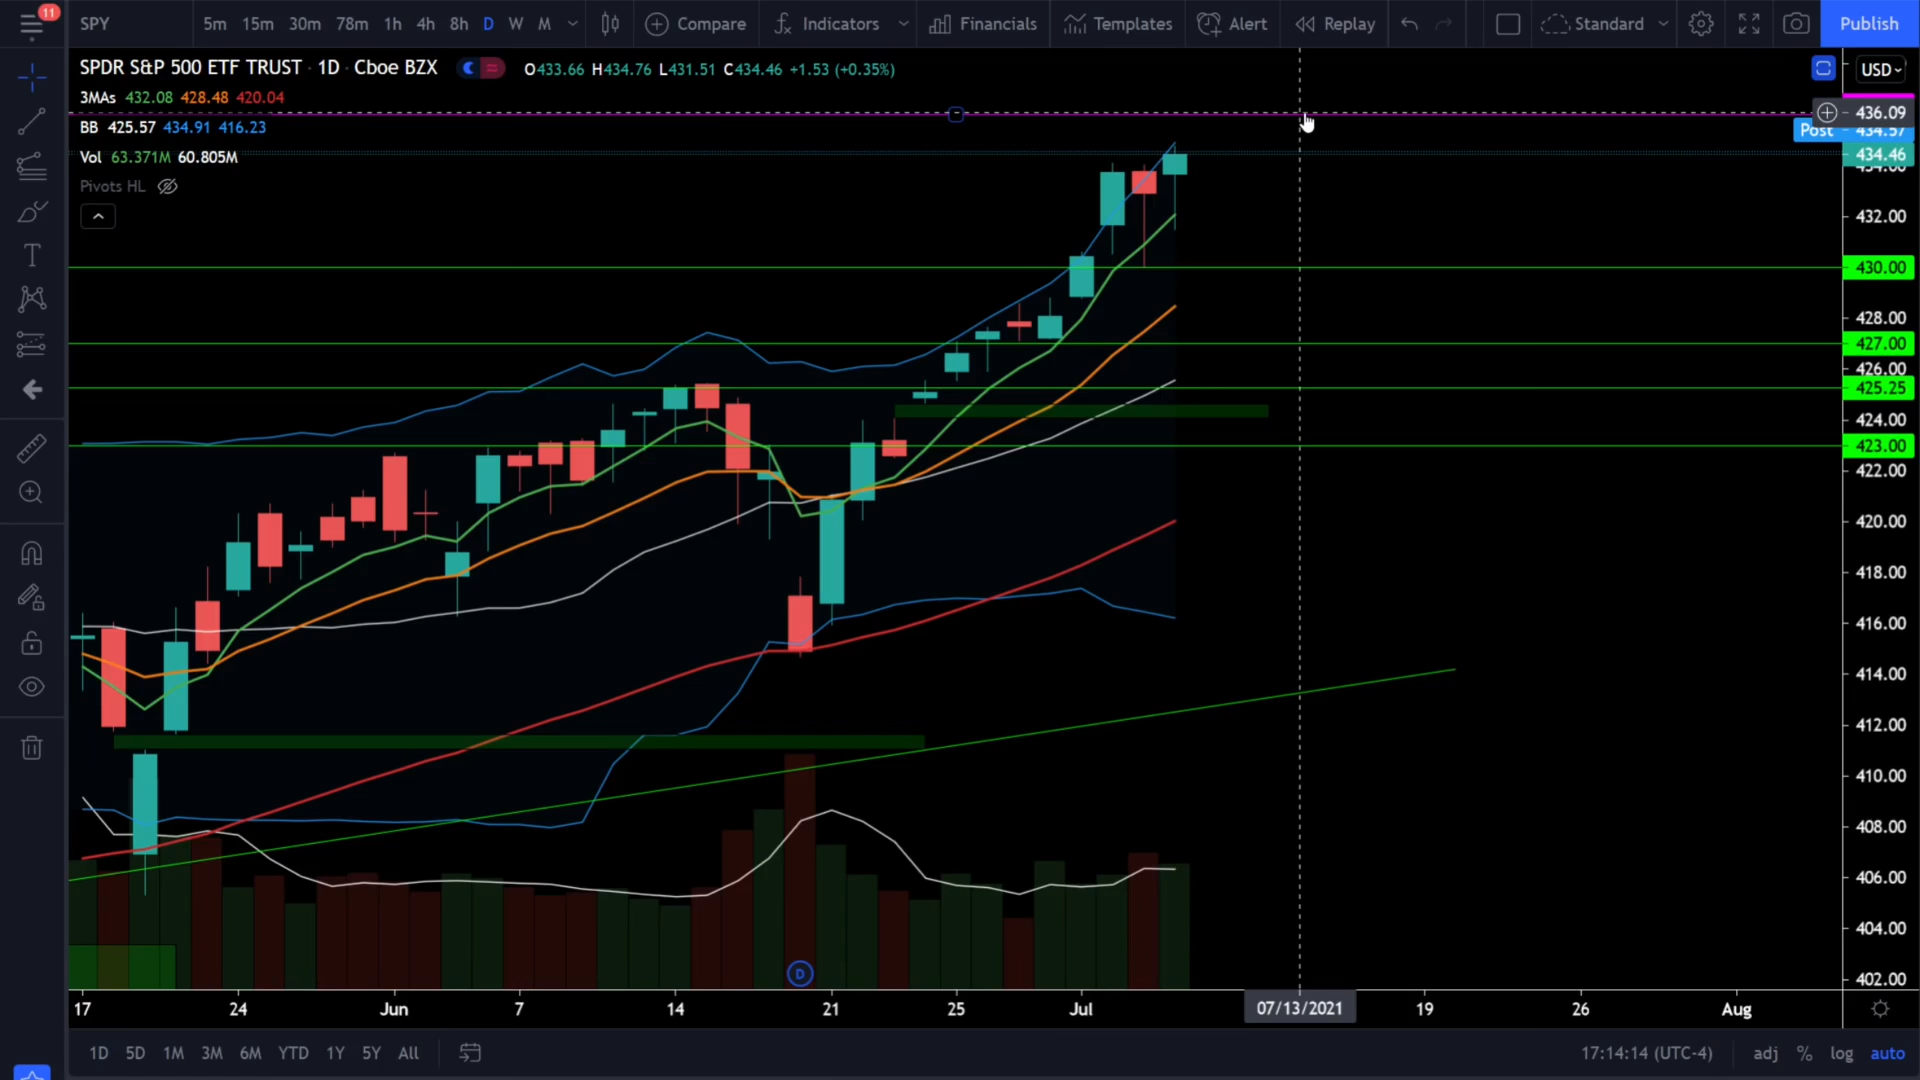 11
SPY 5m 15m 30m 78m 1h 4h 8h D W M Compare Indicators Financials Templates Alert Replay Standard Publish
SPDR S&P 500 ETF TRUST · 1D · Cboe BZX O433.66 H434.76 L431.51 C434.46 +1.53 (+0.35%) USD
3MAs 432.08 428.48 420.04
436.09
BB 425.57 434.91 416.23
Post 434.57
Vol 63.371M 60.805M
434.46
434.00
Pivots HL
432.00
430.00
428.00
427.00
426.00
425.25
424.00
423.00
422.00
420.00
418.00
416.00
414.00
412.00
410.00
408.00
406.00
404.00
D
402.00
17 24 Jun 7 14 21 25 Jul 07/13/2021 19 26 Aug
1D 5D 1M 3M 6M YTD 1Y 5Y All 17:14:14 (UTC-4) adj % log auto